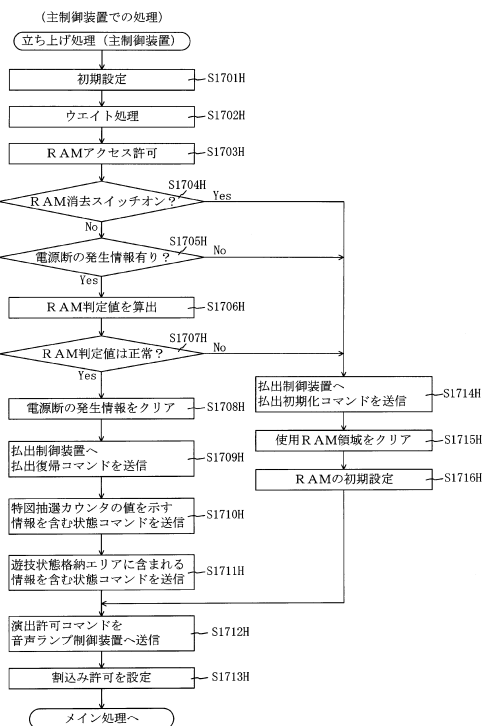 (主制御装置での処理)
立ち上げ処理(主制御装置)
初期設定
S1701H
ウエイト処理
S1702H
RAMアクセス許可
S1703H
S1704H
RAM消去スイッチオン?
Yes
No
S1705H
電源断の発生情報有り?
No
Yes
RAM判定値を算出
S1706H
S1707H
RAM判定値は正常?
No
Yes
電源断の発生情報をクリア
S1708H
払出制御装置へ
払出復帰コマンドを送信
S1709H
特図抽選カウンタの値を示す
情報を含む状態コマンドを送信
S1710H
遊技状態格納エリアに含まれる
情報を含む状態コマンドを送信
S1711H
払出制御装置へ
払出初期化コマンドを送信
S1714H
使用RAM領域をクリア
S1715H
RAMの初期設定
S1716H
演出許可コマンドを
音声ランプ制御装置へ送信
S1712H
割込み許可を設定
S1713H
メイン処理へ